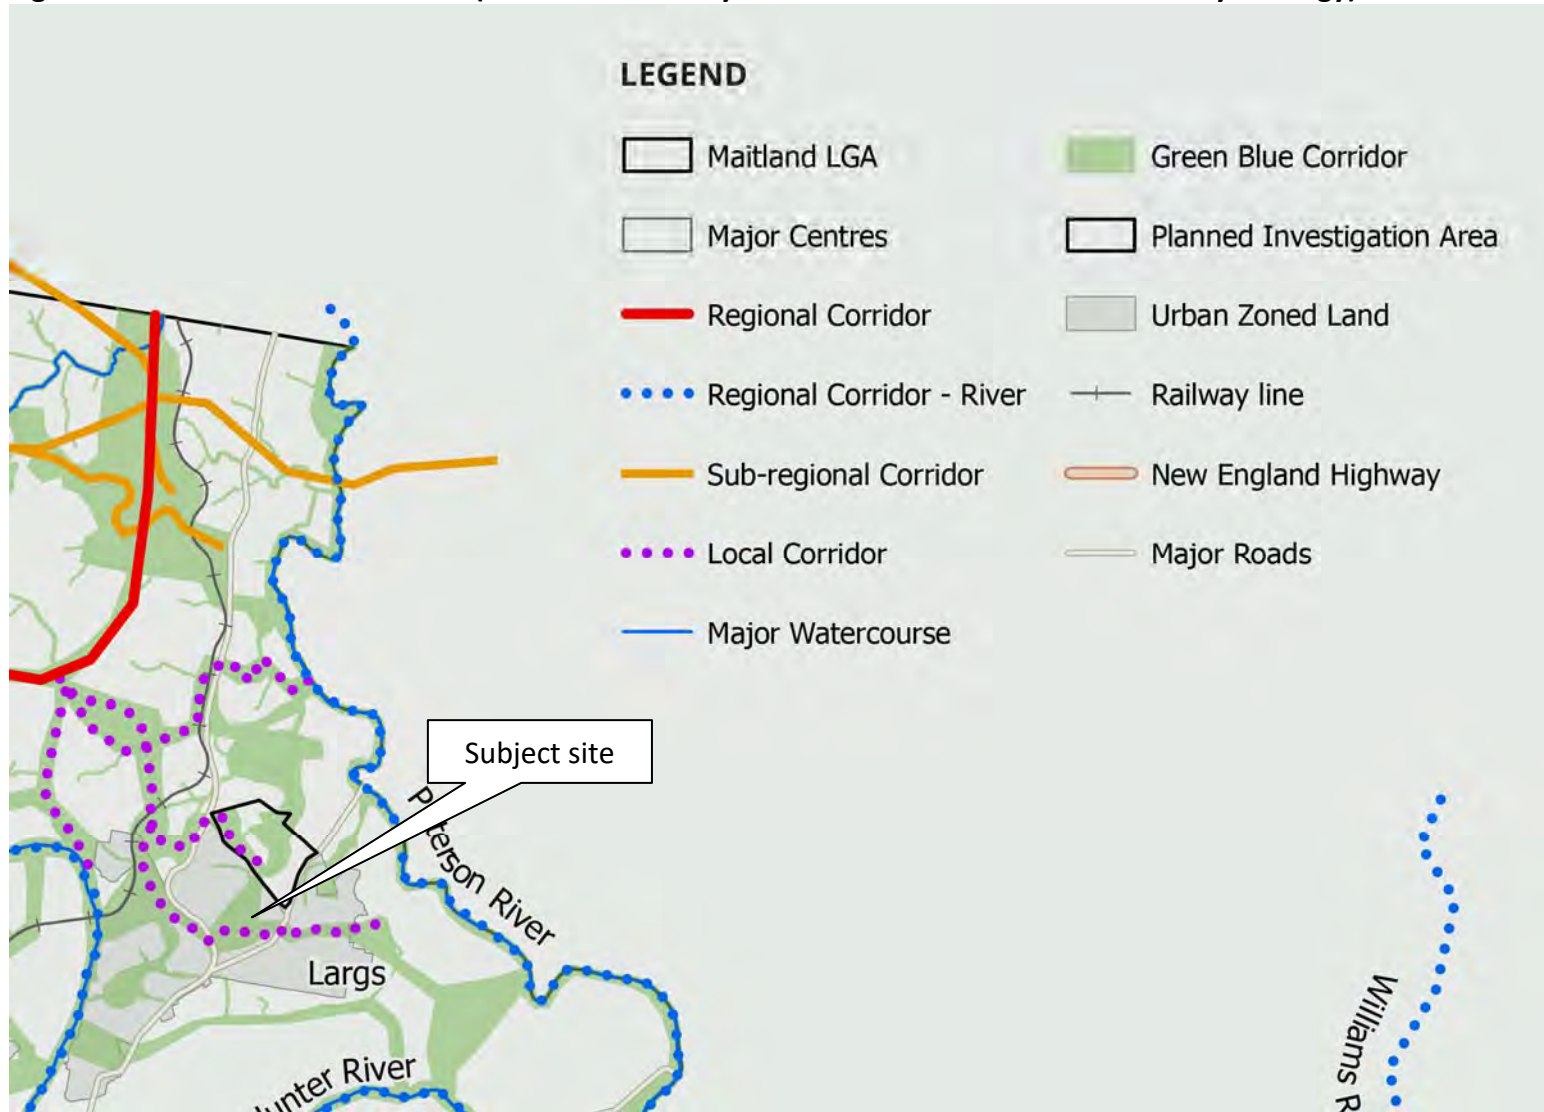 LEGEND
Maitland LGA
Green Blue Corridor
Major Centres
Planned Investigation Area
Regional Corridor
Urban Zoned Land
Regional Corridor - River
Railway line
Sub-regional Corridor
New England Highway
Local Corridor
Major Roads
Major Watercourse
Subject site
River
Largs
River
Williams